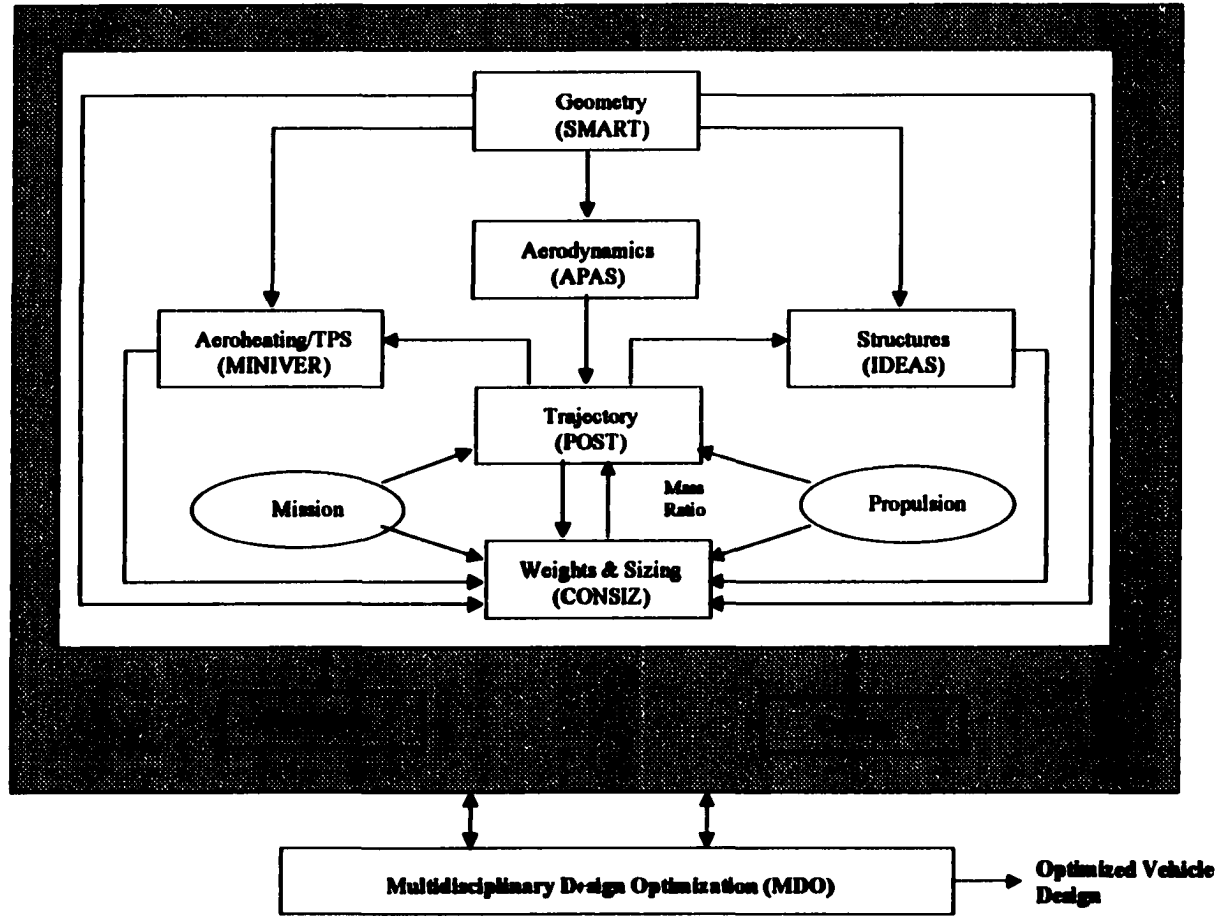 Geometry
(SMART)
Aerodynamics
(APAS)
Aeroheating/TPS
(MINIVER)
Structures
(IDEAS)
Trajectory
(POST)
Mission
Mass
Ratio
Propulsion
Weights & Sizing
(CONSIZ)
Multidisciplinary D+sign Optimization (MDO)
Optimized Vehicle
Design